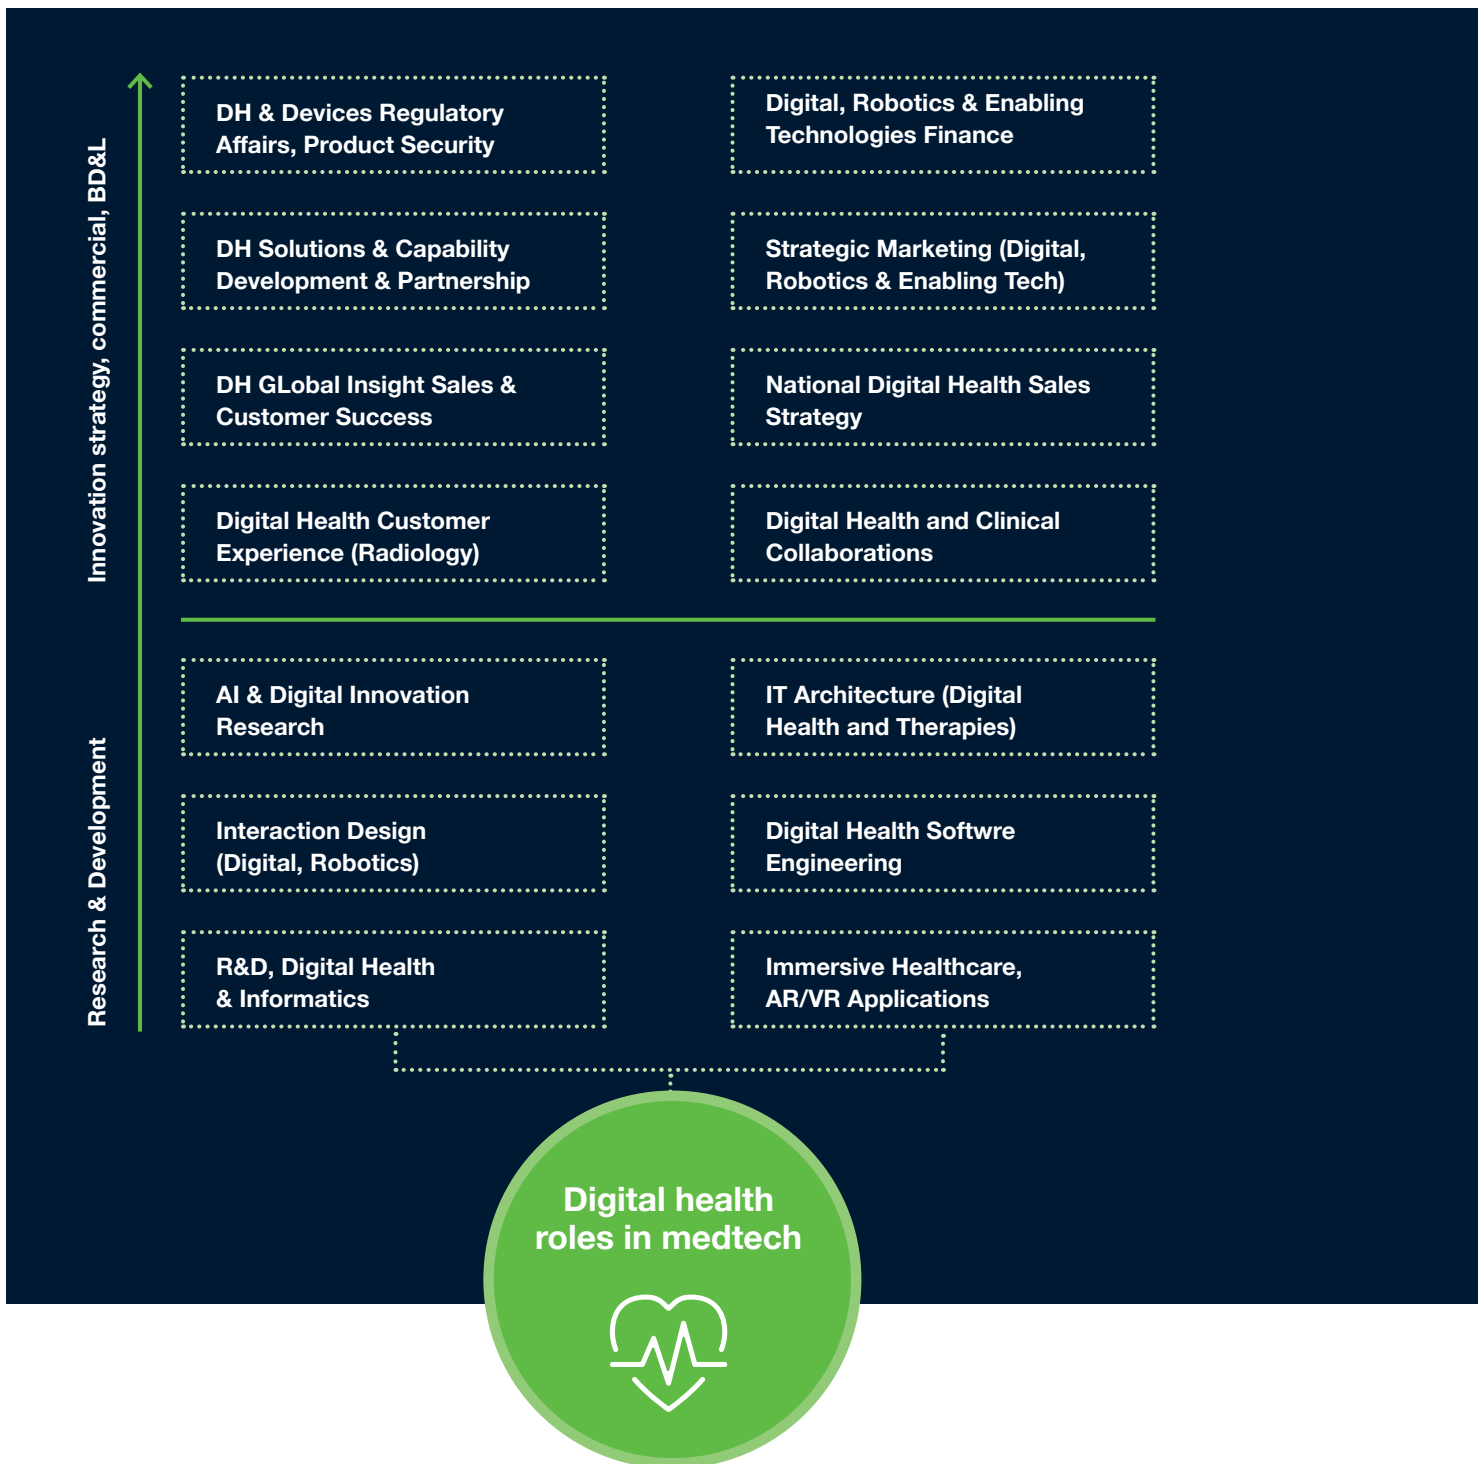 Innovation strategy, commercial, BD&L
DH & Devices Regulatory
Affairs, Product Security
Digital, Robotics & Enabling
Technologies Finance
DH Solutions & Capability
Development & Partnership
Strategic Marketing (Digital,
Robotics & Enabling Tech)
DH GLobal Insight Sales &
Customer Success
National Digital Health Sales
Strategy
Digital Health Customer
Experience (Radiology)
Digital Health and Clinical
Collaborations
Research & Development
AI & Digital Innovation
Research
IT Architecture (Digital
Health and Therapies)
Interaction Design
(Digital, Robotics)
Digital Health Softwre
Engineering
R&D, Digital Health
& Informatics
Immersive Healthcare,
AR/VR Applications
Digital health
roles in medtech